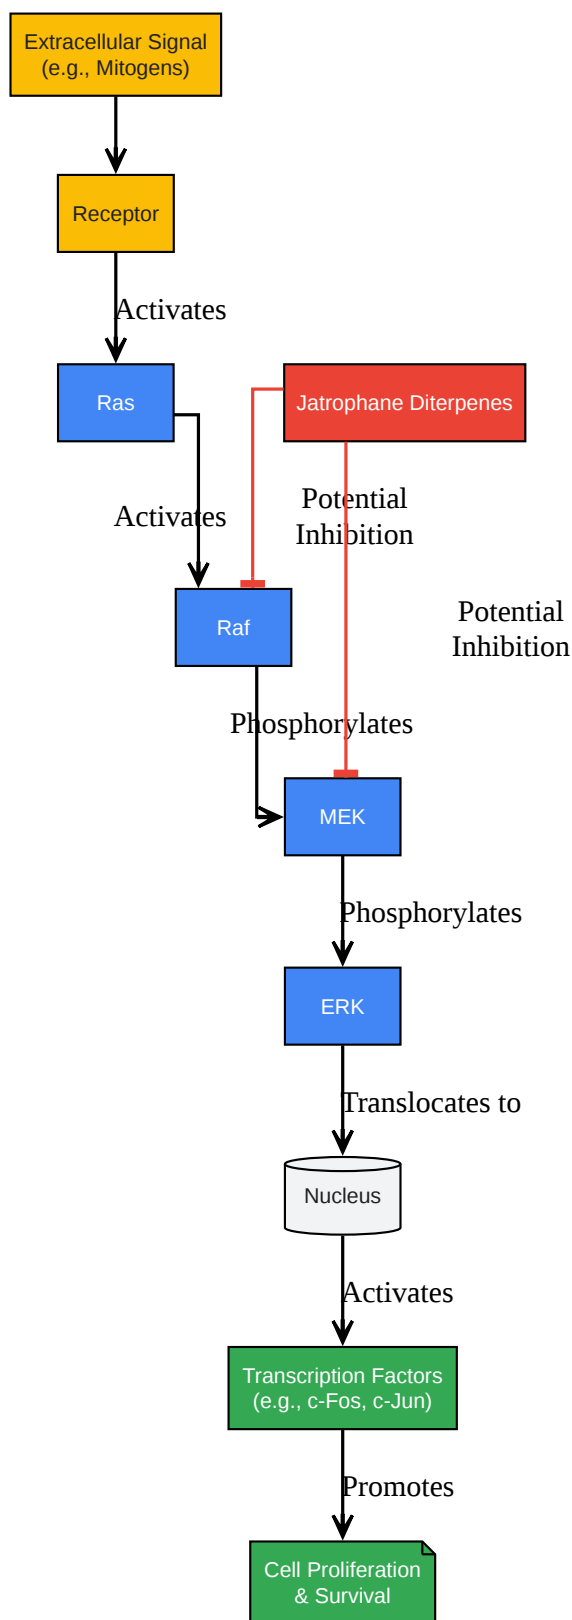 Extracellular Signal
(e.g., Mitogens)
Receptor
Activates
Ras
Jatrophane Diterpenes
Activates
Potential
Inhibition
Raf
Potential
Inhibition
Phosphorylates
MEK
Phosphorylates
ERK
Translocates to
Nucleus
Activates
Transcription Factors
(e.g., c-Fos, c-Jun)
Promotes
Cell Proliferation
& Survival